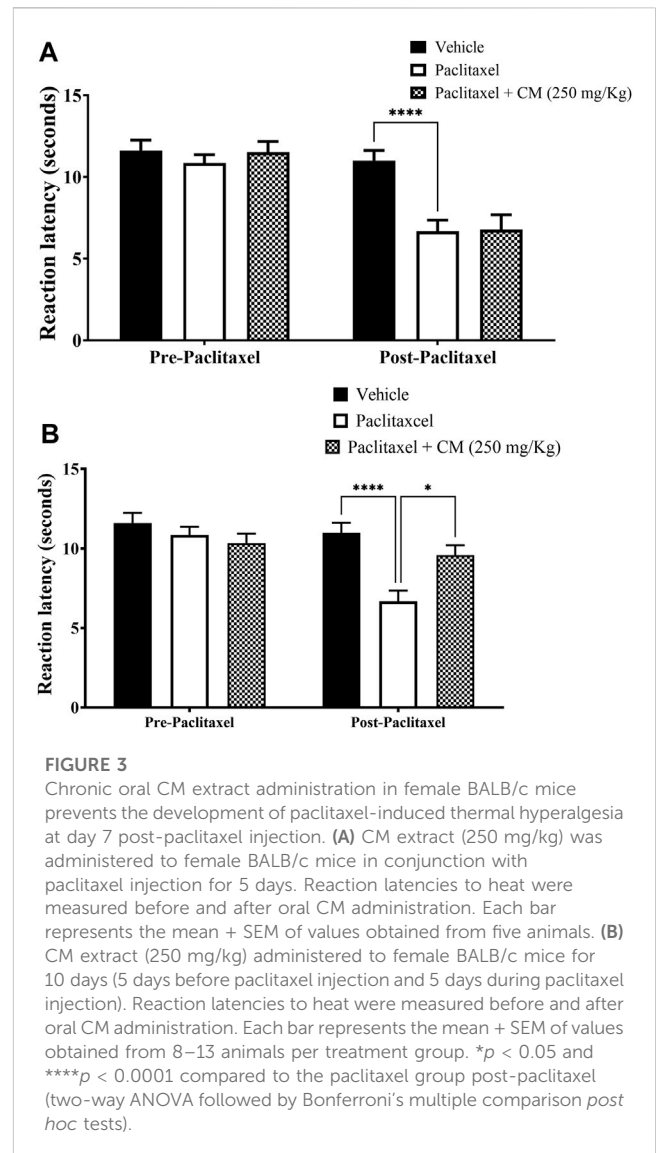 A
Vehicle
Paclitaxel
Paclitaxel + CM (250 mg/Kg)
****
15
10
5
0
Reaction latency (seconds)
Pre-Paclitaxel
Post-Paclitaxel
B
Vehicle
Paclitaxcel
Paclitaxel + CM (250 mg/Kg)
**** *
15
10
5
0
Reaction latency (seconds)
Pre-Paclitaxel
Post-Paclitaxel
FIGURE 3
Chronic oral CM extract administration in female BALB/c mice
prevents the development of paclitaxel-induced thermal hyperalgesia
at day 7 post-paclitaxel injection. (A) CM extract (250 mg/kg) was
administered to female BALB/c mice in conjunction with
paclitaxel injection for 5 days. Reaction latencies to heat were
measured before and after oral CM administration. Each bar
represents the mean + SEM of values obtained from five animals. (B)
CM extract (250 mg/kg) administered to female BALB/c mice for
10 days (5 days before paclitaxel injection and 5 days during paclitaxel
injection). Reaction latencies to heat were measured before and after
oral CM administration. Each bar represents the mean + SEM of values
obtained from 8–13 animals per treatment group. *p < 0.05 and
****p < 0.0001 compared to the paclitaxel group post-paclitaxel
(two-way ANOVA followed by Bonferroni's multiple comparison post
hoc tests).